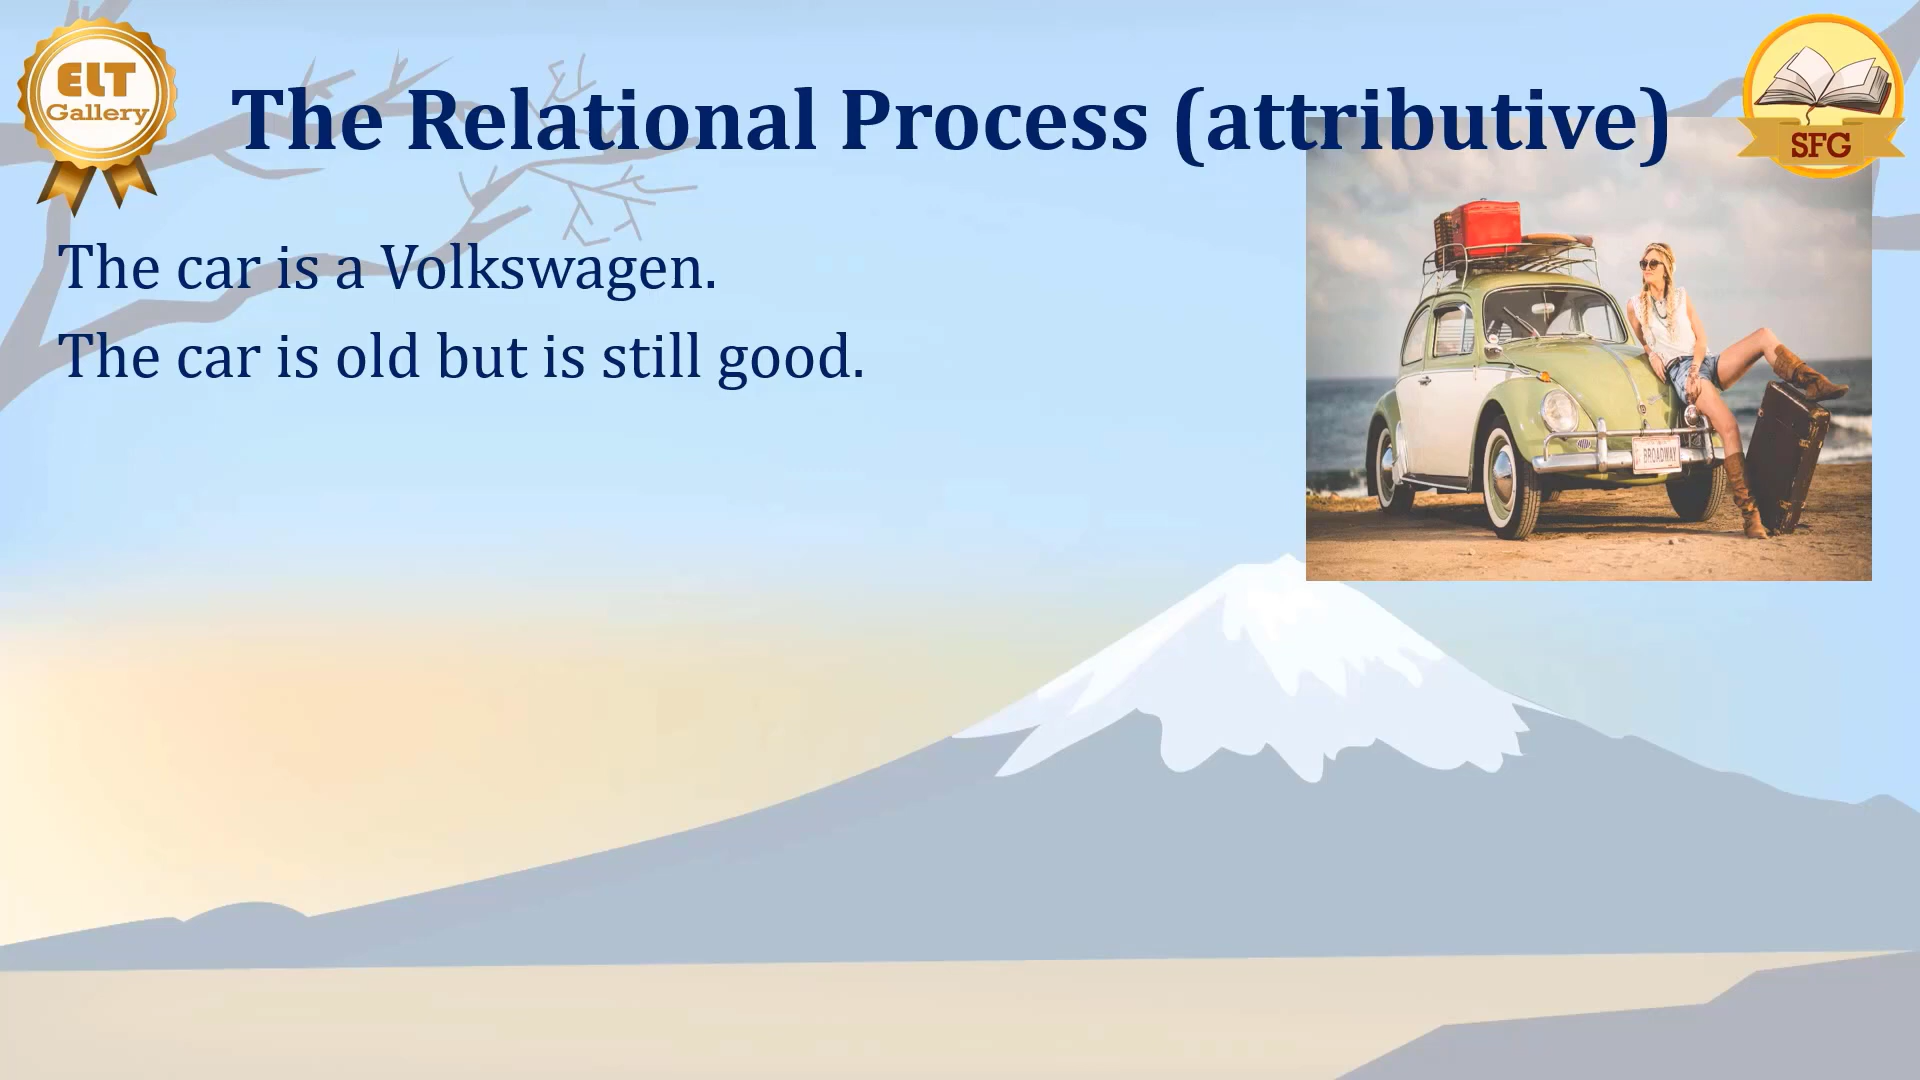 ELT
Gallery
The Relational Process (attributive)
SFG
The car is a Volkswagen.
The car is old but is still good.
BROADWAY